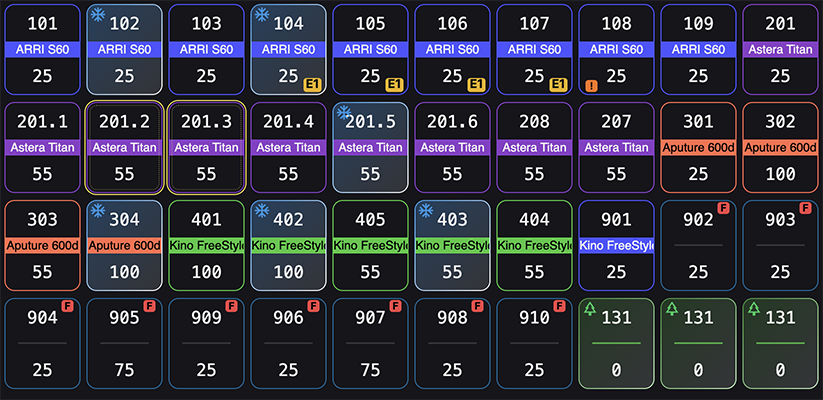 101 102 103 104 105 106 107 108 109 201
ARRI S60 ARRI S60 ARRI S60 ARRI S60 ARRI S60 ARRI S60 ARRI S60 ARRI S60 ARRI S60 Astera Titan
25 25 25 25 25 25 25 25 25 25
E1 E1 E1 E1 !
201.1 201.2 201.3 201.4 201.5 201.6 208 207 301 302
Astera Titan Astera Titan Astera Titan Astera Titan Astera Titan Astera Titan Astera Titan Astera Titan Aputure 600d Aputure 600d
55 55 55 55 55 55 55 55 25 100
F F
303 304 401 402 405 403 404 901 902 903
Aputure 600d Aputure 600d Kino FreeStyle Kino FreeStyle Kino FreeStyle Kino FreeStyle Kino FreeStyle Kino FreeStyle
55 100 100 100 55 55 55 25 25 25
F F F F F F F
904 905 909 906 907 908 910 131 131 131
25 75 25 25 75 25 25 0 0 0